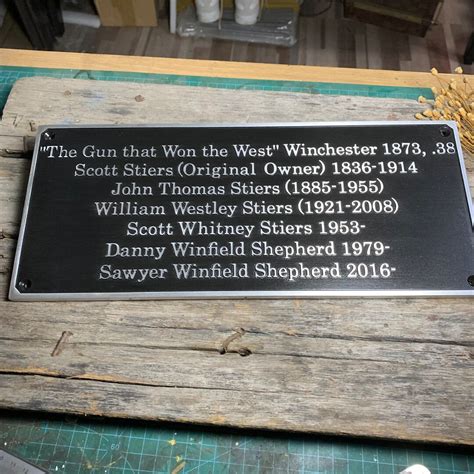 "The Gun that Won the West" Winchester 1873, .38
Scott Stiers (Original Owner) 1836-1914
John Thomas Stiers (1885-1955)
William Westley Stiers (1921-2008)
Scott Whitney Stiers 1953-
Danny Winfield Shepherd 1979-
Sawyer Winfield Shepherd 2016-